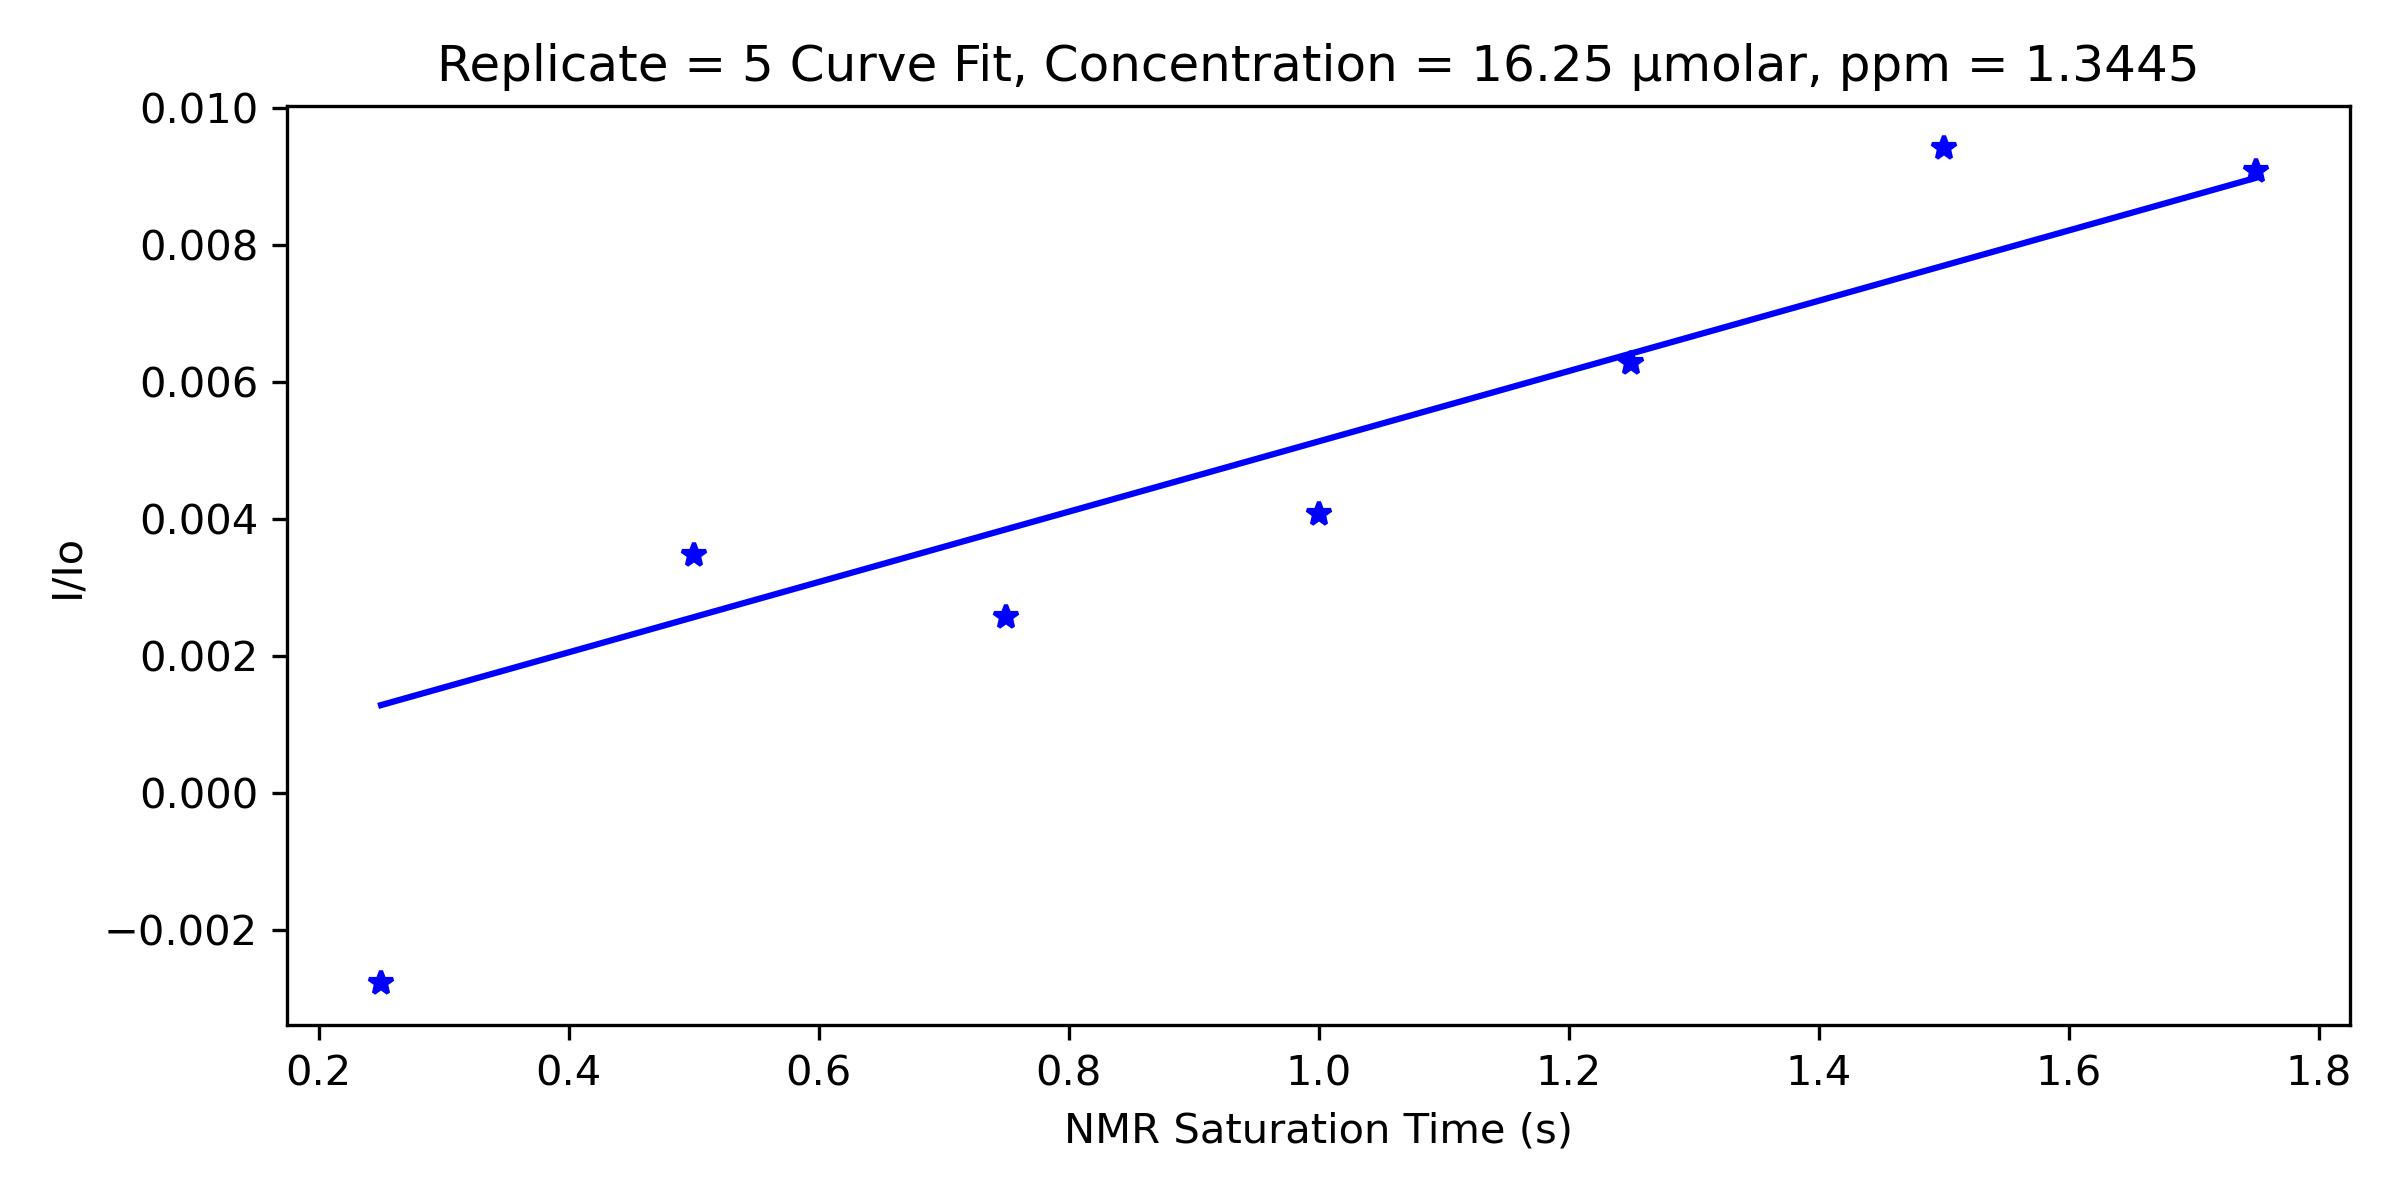 Replicate = 5 Curve Fit, Concentration = 16.25 μmolar, ppm = 1.3445
0.010
0.008
0.006
0.004
0.002
0.000
−0.002
I/Io
0.2 0.4 0.6 0.8 1.0 1.2 1.4 1.6 1.8
NMR Saturation Time (s)